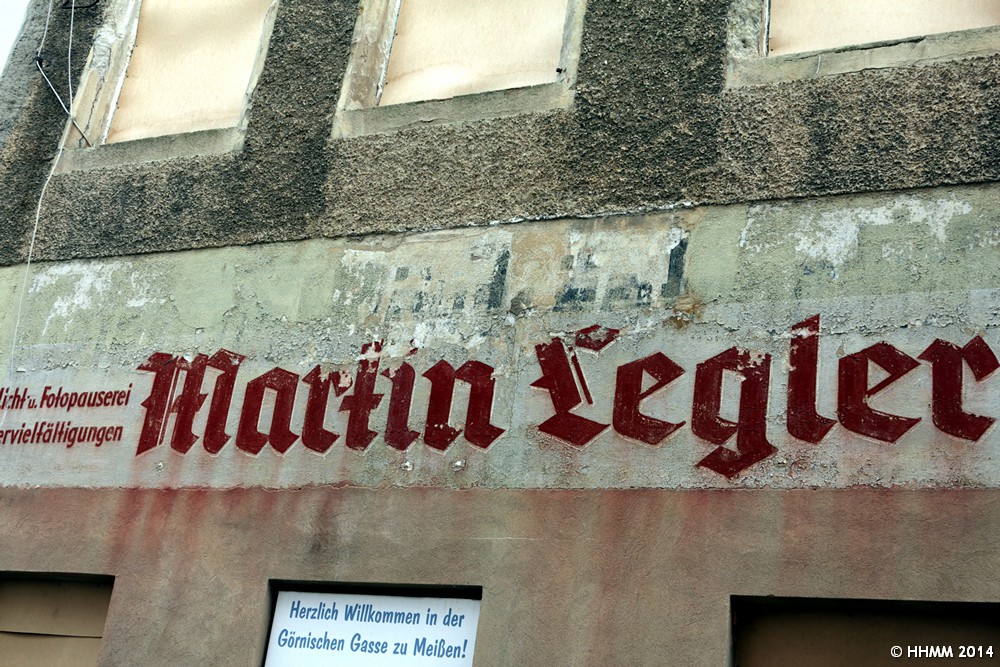 Licht u. Fotopauserei
ervielfältigungen
Martin Legler
Herzlich Willkommen in der
Görnischen Gasse zu Meißen!
© HHMM 2014